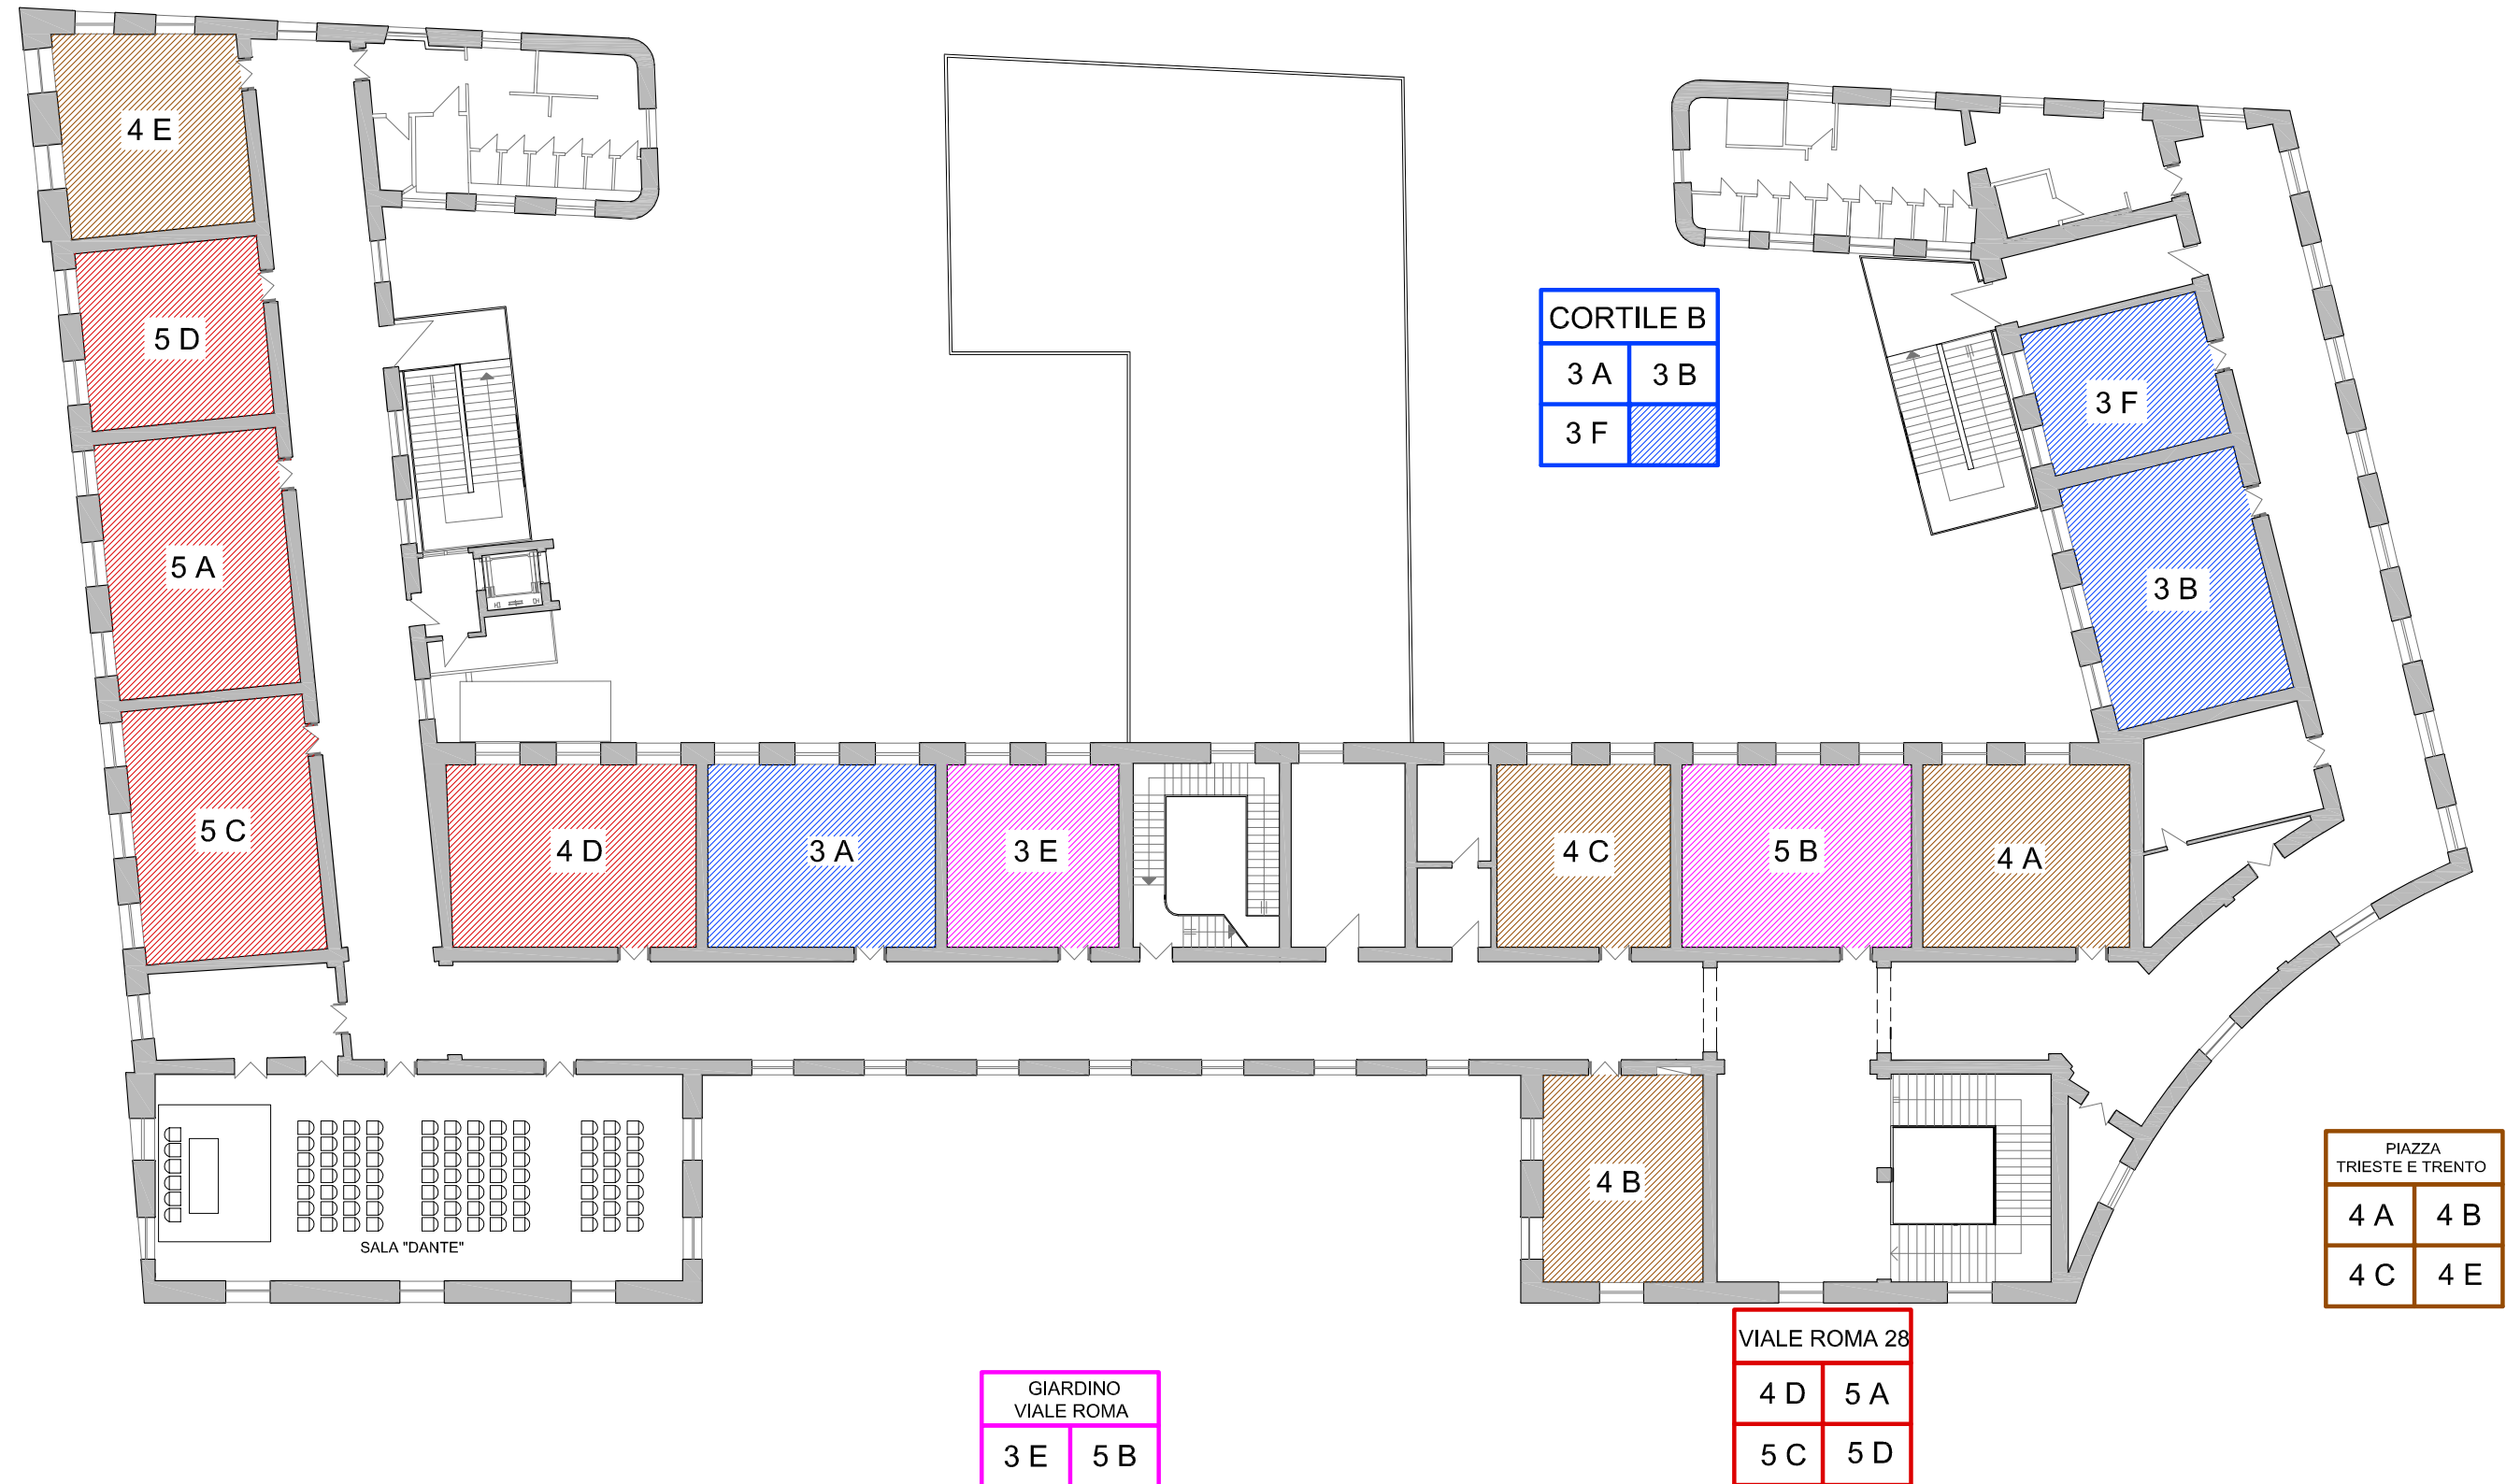 4 E
5 D
CORTILE B
3 A 3 B
3 F
3 F
5 A
3 B
5 C
4 D
3 A
3 E
4 C
5 B
4 A
4 B
SALA "DANTE"
PIAZZA
TRIESTE E TRENTO
4 A 4 B
4 C 4 E
VIALE ROMA 28
4 D 5 A
5 C 5 D
GIARDINO
VIALE ROMA
3 E 5 B